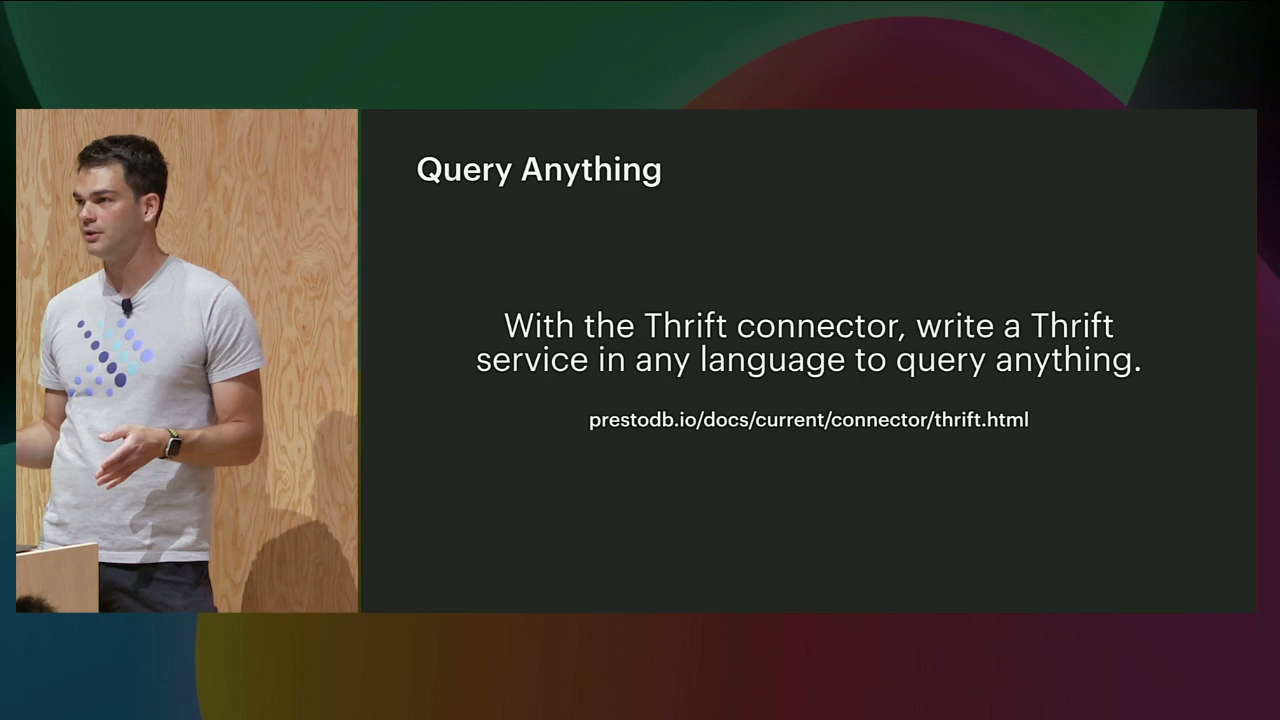 Query Anything
With the Thrift connector, write a Thrift
service in any language to query anything.
prestodb.io/docs/current/connector/thrift.html